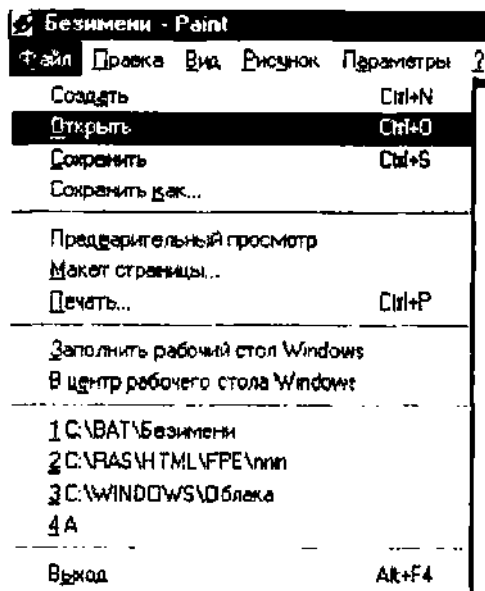 Безимени - Paint
Файл Правка Вид Рисунок Параметры ?
Создать Ctrl+N
Открыть Ctrl+O
Сохранить Ctrl+S
Сохранить как...
Предварительный просмотр
Макет страницы...
Печать... Ctrl+P
Заполнить рабочий стол Windows
В центр рабочего стола Windows
1 C:\BAT\Безимени
2 C:\RAS\HTML\FPE\nnn
3 C:\WINDOWS\Облака
4 A
Выход Alt+F4